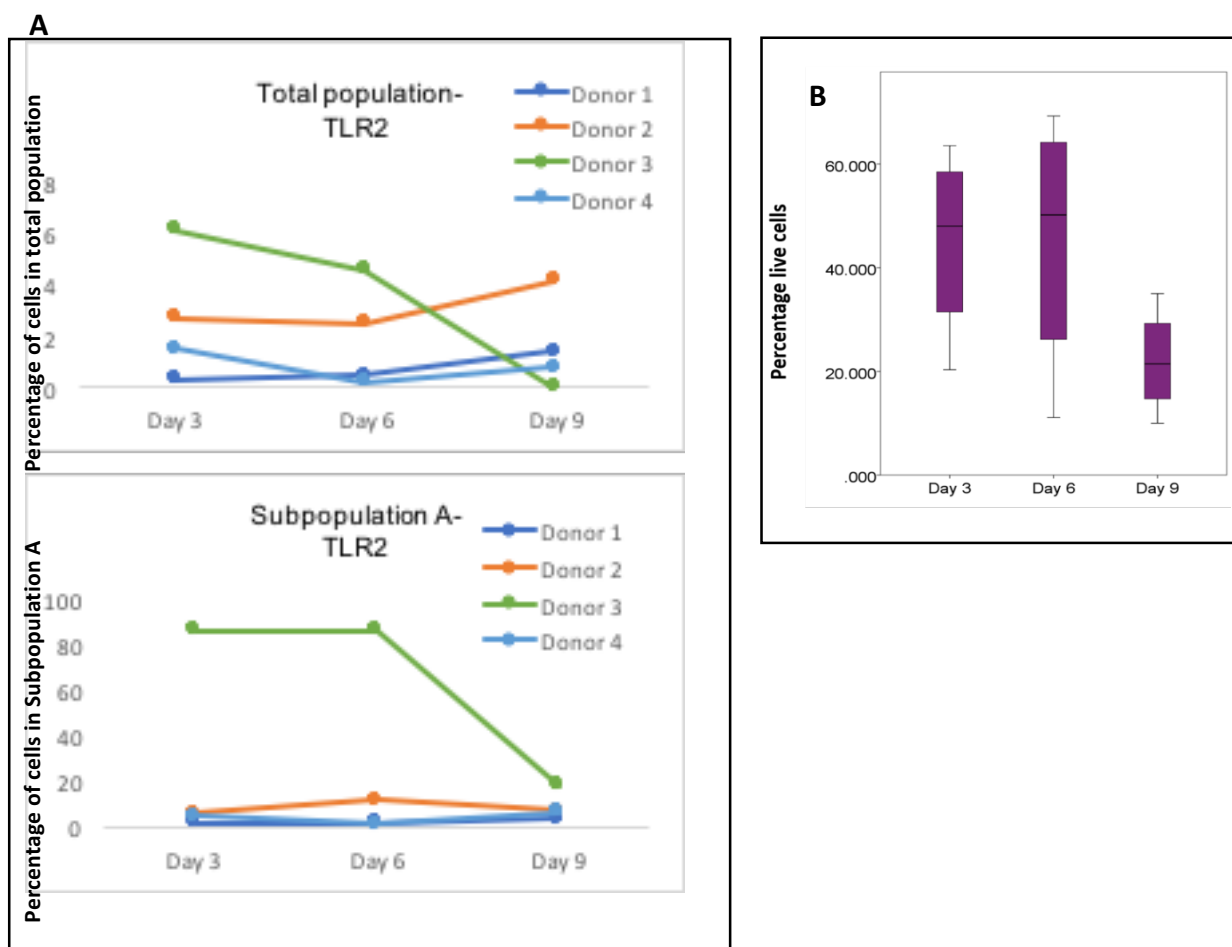 A
Percentage of cells in total population
Total population-
TLR2
Donor 1
Donor 2
Donor 3
Donor 4
8
6
4
2
0
Day 3 Day 6 Day 9
Percentage of cells in Subpopulation A
Subpopulation A-
TLR2
Donor 1
Donor 2
Donor 3
Donor 4
100
80
60
40
20
0
Day 3 Day 6 Day 9
B
Percentage live cells
60.000
40.000
20.000
.000
Day 3 Day 6 Day 9